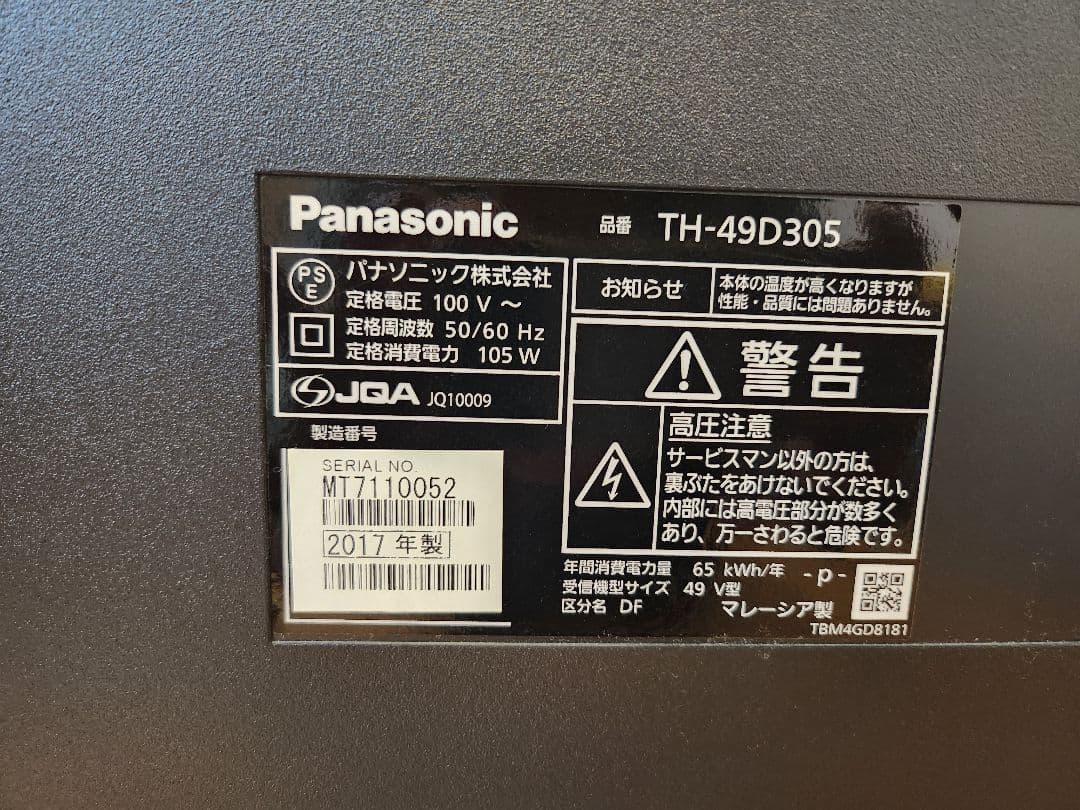 Panasonic
品番 TH-49D305
PS
E
パナソニック株式会社
定格電圧 100 V ～
定格周波数 50/60 Hz
定格消費電力 105 W
JQA JQ10009
製造番号
SERIAL NO.
MT7110052
2017 年製
お知らせ
本体の温度が高くなりますが
性能・品質には問題ありません。
警告
高圧注意
サービスマン以外の方は、
裏ぶたをあけないでください。
内部には高電圧部分が数多く
あり、万一さわると危険です。
年間消費電力量 65 kWh/年 -p-
受信機型サイズ 49 V型
区分名 DF マレーシア製
TBM4GD8181